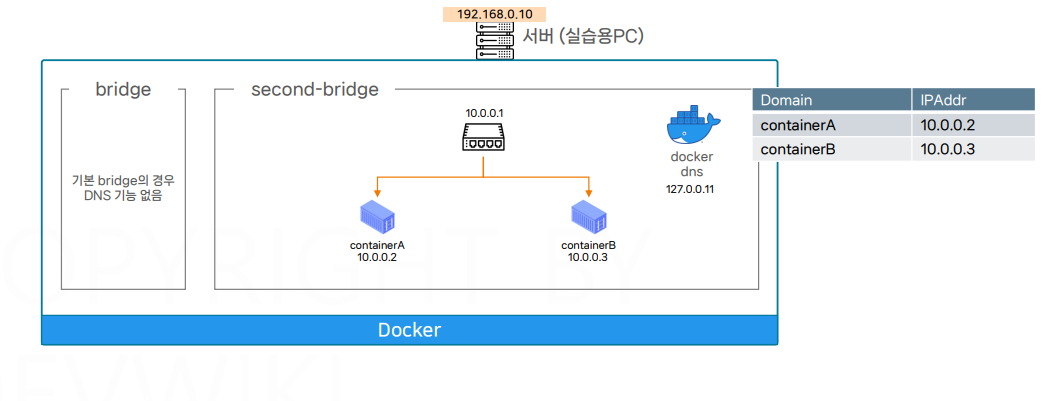 192.168.0.10
서버 (실습용PC)
bridge
기본 bridge의 경우
DNS 기능 없음
second-bridge
10.0.0.1
containerA
10.0.0.2
containerB
10.0.0.3
docker
dns
127.0.0.11
Domain IPAddr
containerA 10.0.0.2
containerB 10.0.0.3
Docker
COPYRIGHT BY
DEVWIKI